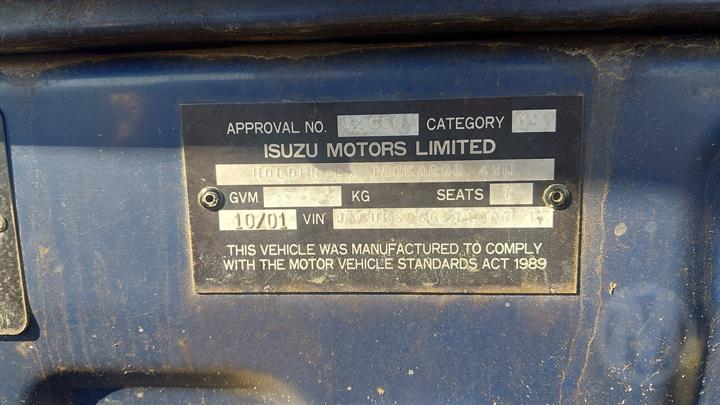 APPROVAL NO. CATEGORY
ISUZU MOTORS LIMITED
HOLDEN JACKAROO 4WD
GVM KG SEATS 7
10/01 VIN
THIS VEHICLE WAS MANUFACTURED TO COMPLY
WITH THE MOTOR VEHICLE STANDARDS ACT 1989